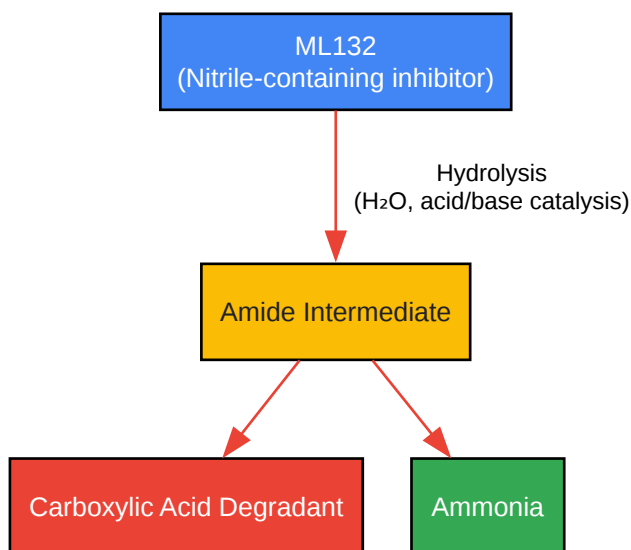 ML132
(Nitrile-containing inhibitor)
Hydrolysis
(H₂O, acid/base catalysis)
Amide Intermediate
Carboxylic Acid Degradant
Ammonia